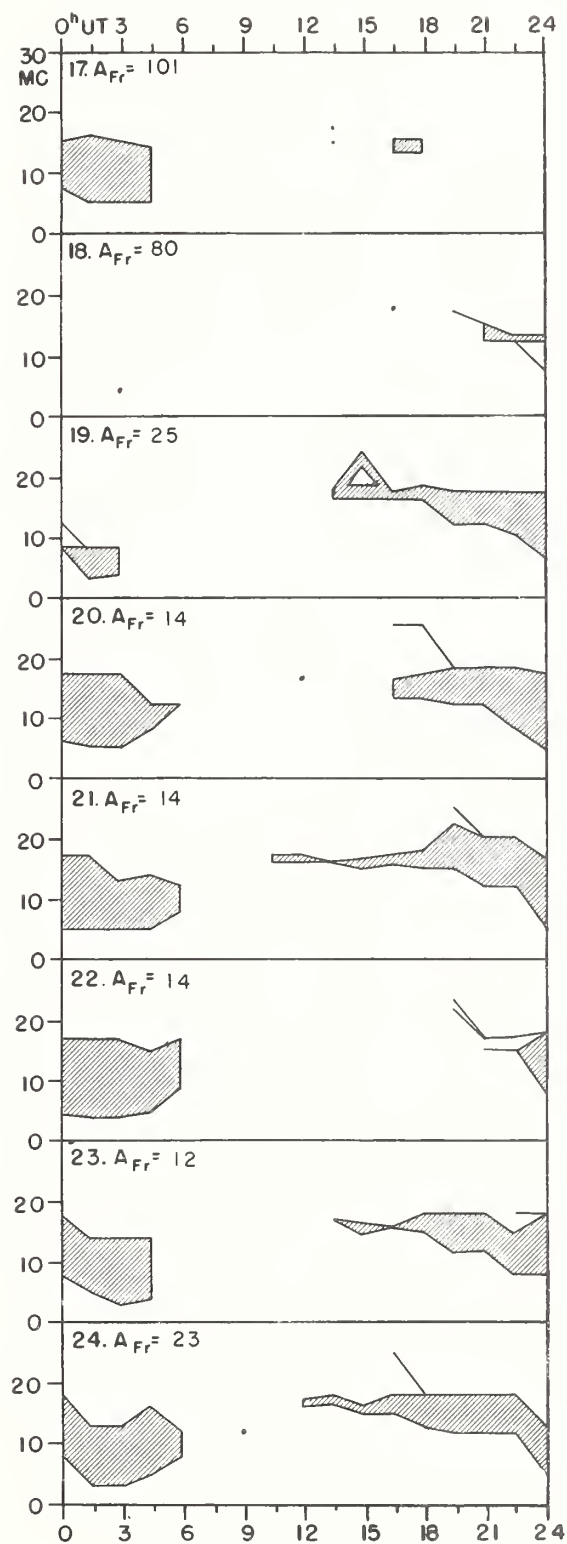 0ʰ UT 3 6 9 12 15 18 21 24
30
MC
17. A_Fr = 101
20
10
0
18. A_Fr = 80
20
10
0
19. A_Fr = 25
20
10
0
20. A_Fr = 14
20
10
0
21. A_Fr = 14
20
10
0
22. A_Fr = 14
20
10
0
23. A_Fr = 12
20
10
0
24. A_Fr = 23
20
10
0
0 3 6 9 12 15 18 21 24